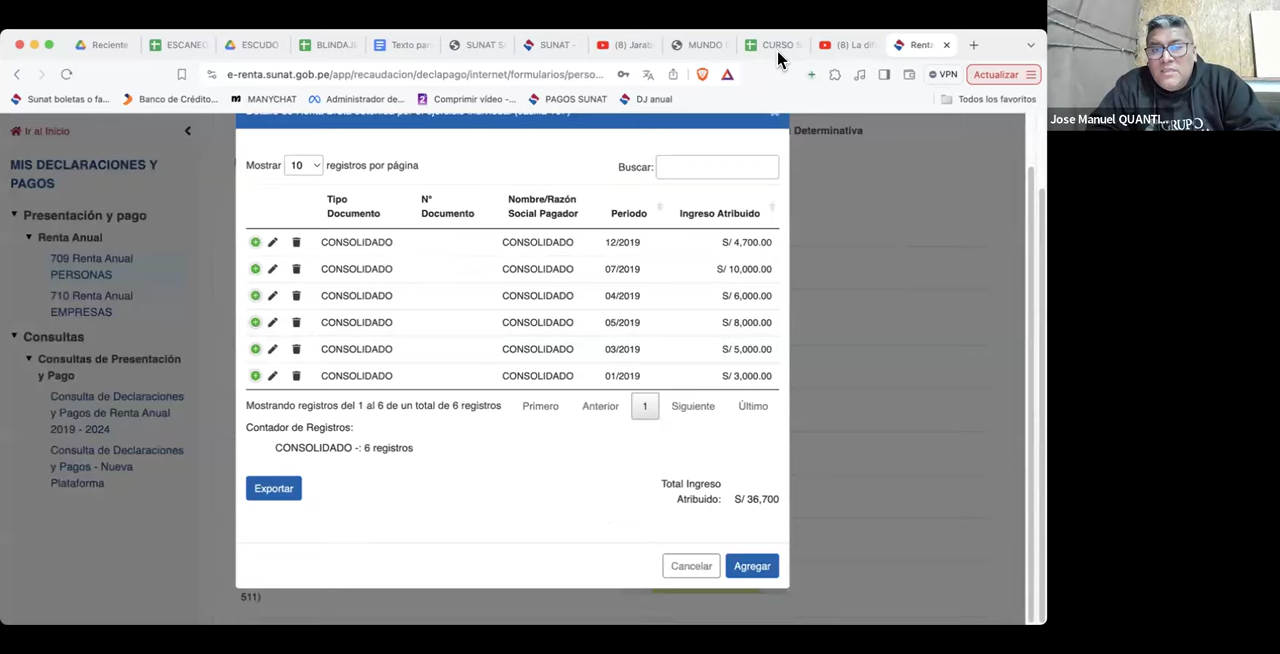 Reciente
ESCANE
ESCUDO
BLINDAJ
Texto pa
SUNAT S
SUNAT -
(8) Jarab
MUNDO
CURSO S
(8) La dif
Renta
e-renta.sunat.gob.pe/app/recaudacion/declapago/internet/formularios/perso...
VPN
Actualizar
Sunat boletas o fa...
Banco de Crédito...
MANYCHAT
Administrador de...
Comprimir vídeo -...
PAGOS SUNAT
DJ anual
Todos los favoritos
Jose Manuel QUANTI...
GRUPO
Ir al Inicio
Determinativa
MIS DECLARACIONES Y
PAGOS
Presentación y pago
Renta Anual
709 Renta Anual
PERSONAS
710 Renta Anual
EMPRESAS
Consultas
Consultas de Presentación
y Pago
Consulta de Declaraciones
y Pagos de Renta Anual
2019 - 2024
Consulta de Declaraciones
y Pagos - Nueva
Plataforma
Mostrar 10 registros por página
Buscar:
Tipo Documento
N° Documento
Nombre/Razón Social Pagador
Periodo
Ingreso Atribuido
CONSOLIDADO CONSOLIDADO 12/2019 S/ 4,700.00
CONSOLIDADO CONSOLIDADO 07/2019 S/ 10,000.00
CONSOLIDADO CONSOLIDADO 04/2019 S/ 6,000.00
CONSOLIDADO CONSOLIDADO 05/2019 S/ 8,000.00
CONSOLIDADO CONSOLIDADO 03/2019 S/ 5,000.00
CONSOLIDADO CONSOLIDADO 01/2019 S/ 3,000.00
Mostrando registros del 1 al 6 de un total de 6 registros
Primero Anterior 1 Siguiente Último
Contador de Registros:
CONSOLIDADO -: 6 registros
Exportar
Total Ingreso
Atribuido: S/ 36,700
Cancelar
Agregar
511)